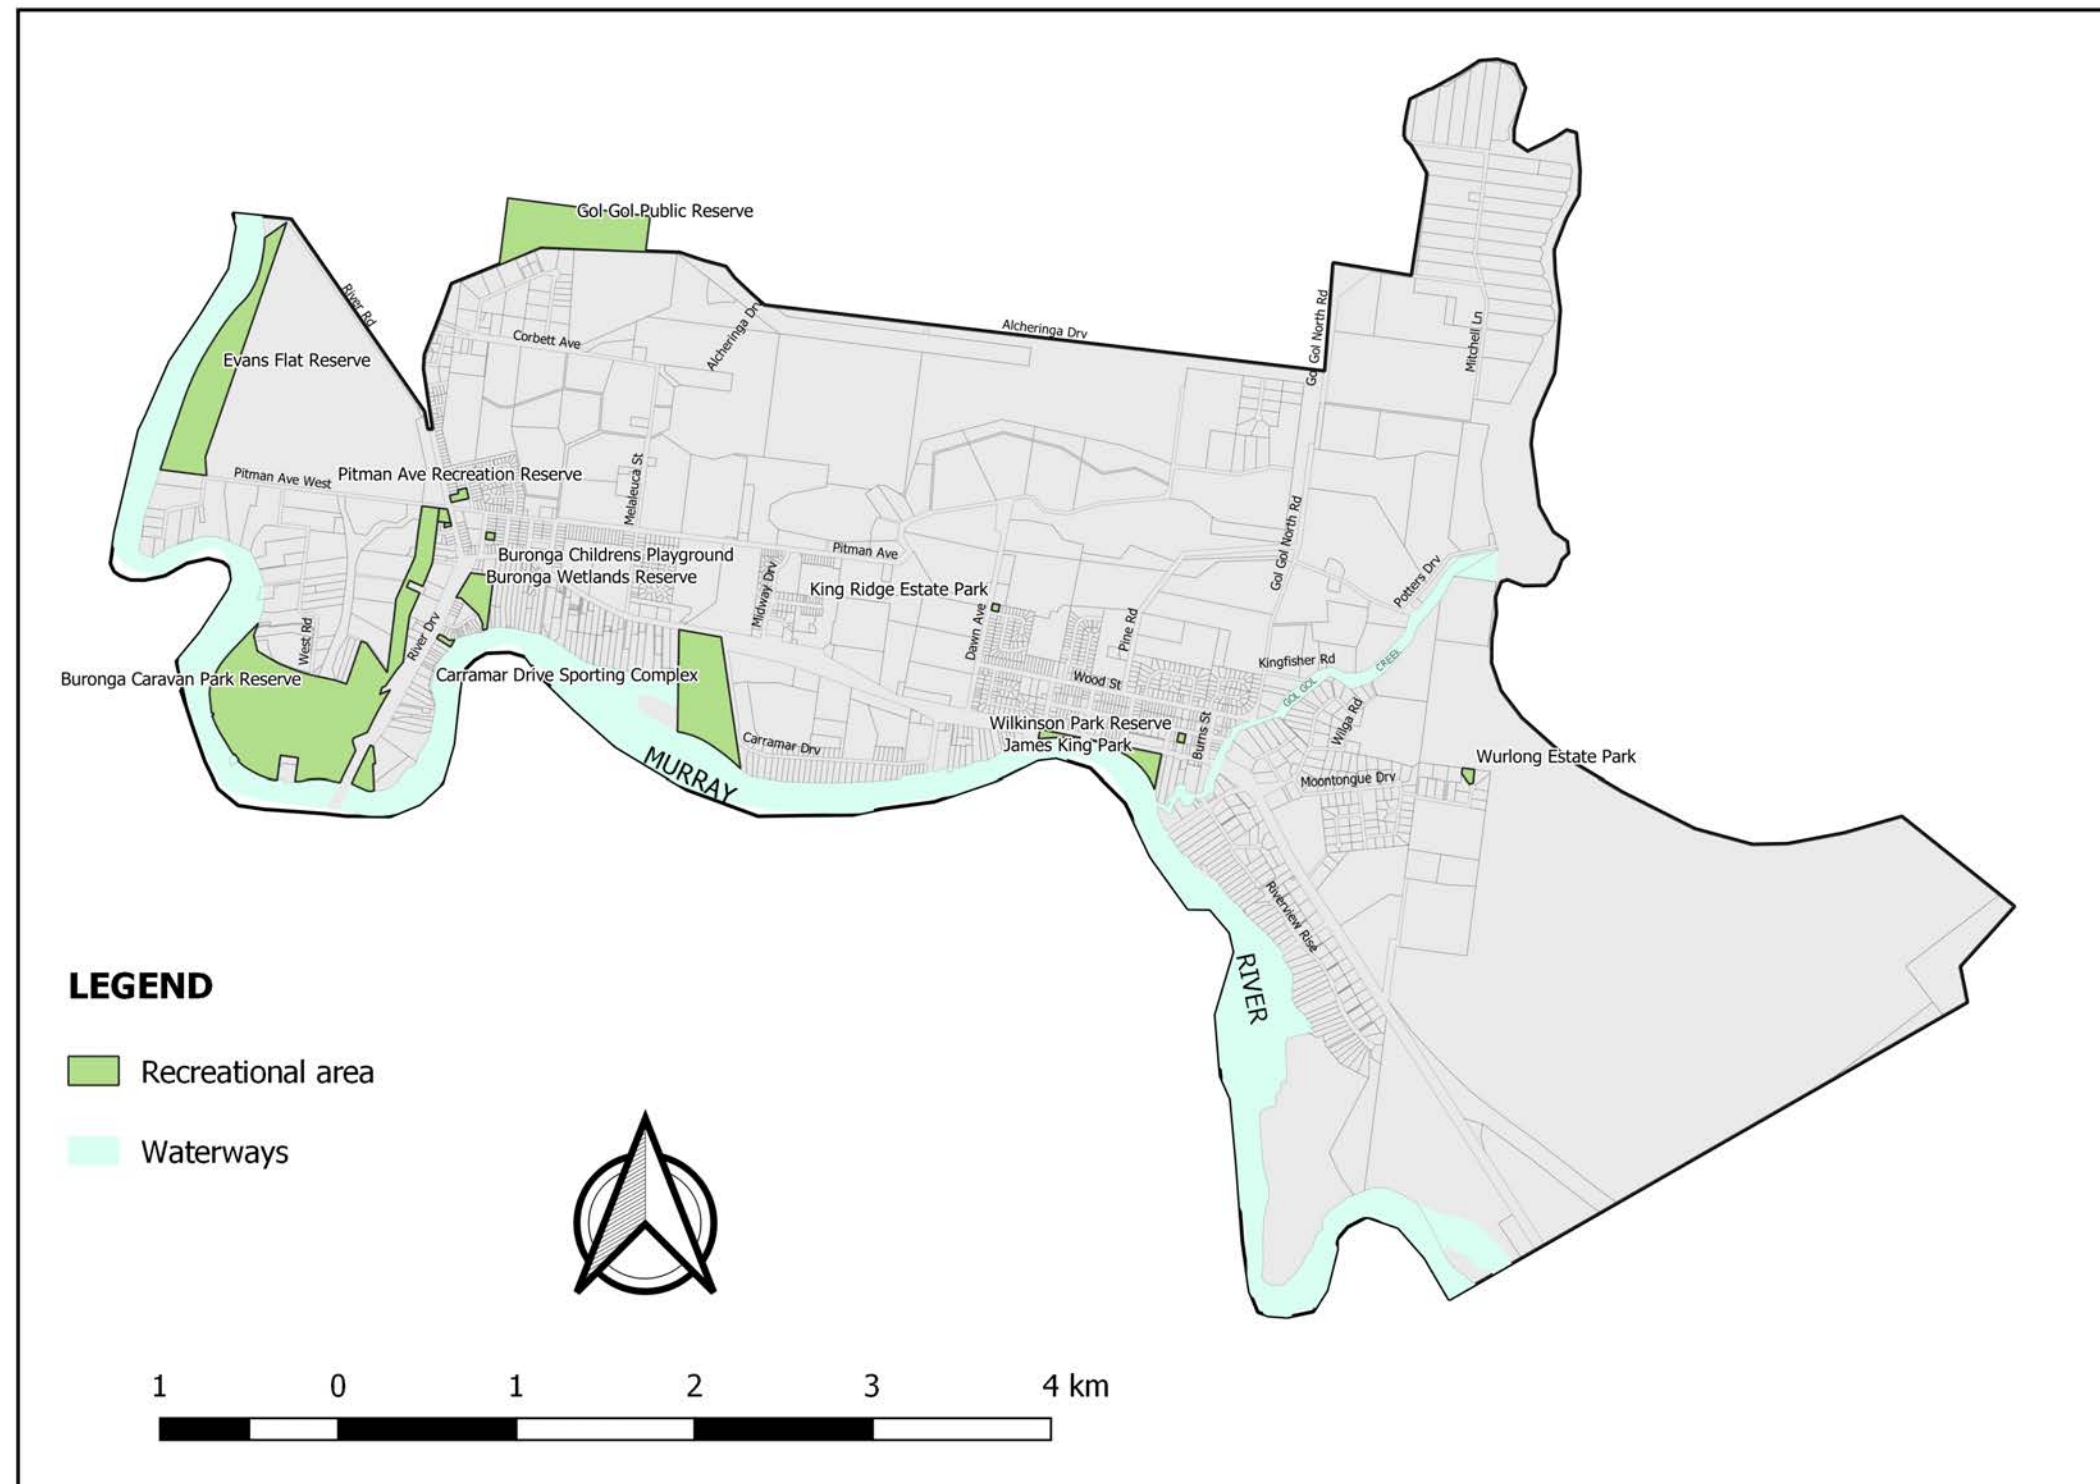 Gol Gol Public Reserve
River Rd
Alcheringa Drv
Gol Gol North Rd
Corbett Ave
Alcheringa Drv
Mitchell Ln
Evans Flat Reserve
Pitman Ave West
Pitman Ave Recreation Reserve
Melaleuca St
Gol Gol North Rd
Buronga Childrens Playground
Pitman Ave
Buronga Wetlands Reserve
Midway Drv
King Ridge Estate Park
Potters Drv
West Rd
River Drv
Dawn Ave
Pine Rd
Kingfisher Rd
GOL GOL
CREEK
Buronga Caravan Park Reserve
Carramar Drive Sporting Complex
Wood St
Wilkinson Park Reserve
Burns St
Wilga Rd
James King Park
Carramar Drv
Wurlong Estate Park
MURRAY
Moontongue Drv
Riverview Rise
RIVER
LEGEND
Recreational area
Waterways
1 0 1 2 3 4 km